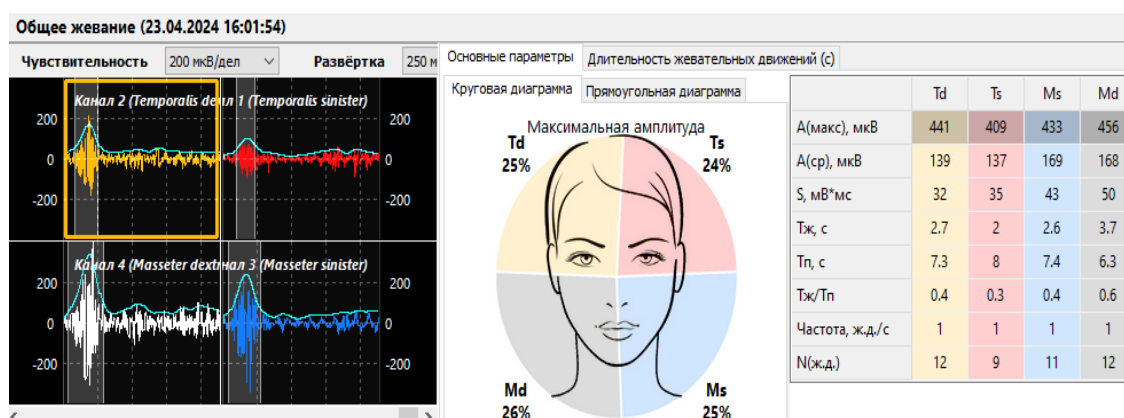 Общее жевание (23.04.2024 16:01:54)
Чувствительность 200 мкВ/дел Развёртка 250 м
Основные параметры Длительность жевательных движений (с)
Круговая диаграмма Прямоугольная диаграмма
Канал 2 (Temporalis de
л 1 (Temporalis sinister)
200
0
-200
200
0
-200
Канал 4 (Masseter dext
нал 3 (Masseter sinister)
200
0
-200
200
0
-200
Максимальная амплитуда
Td
25%
Ts
24%
Md
26%
Ms
25%
Td Ts Ms Md
А(макс), мкВ 441 409 433 456
А(ср), мкВ 139 137 169 168
S, мВ*мс 32 35 43 50
Тж, с 2.7 2 2.6 3.7
Тп, с 7.3 8 7.4 6.3
Тж/Тп 0.4 0.3 0.4 0.6
Частота, ж.д./с 1 1 1 1
N(ж.д.) 12 9 11 12